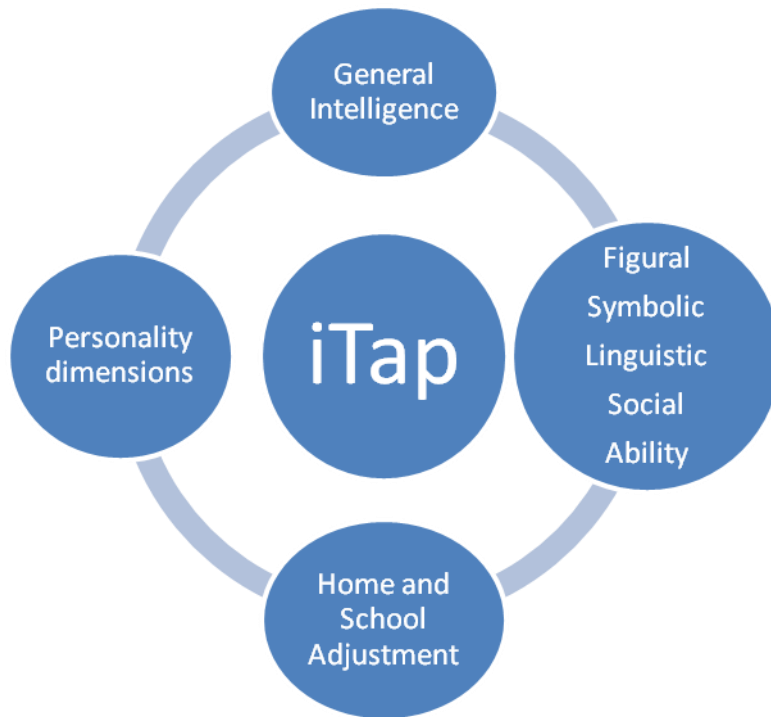 General
Intelligence
Figural
Symbolic
Linguistic
Social
Ability
iTap
Personality
dimensions
Home and
School
Adjustment